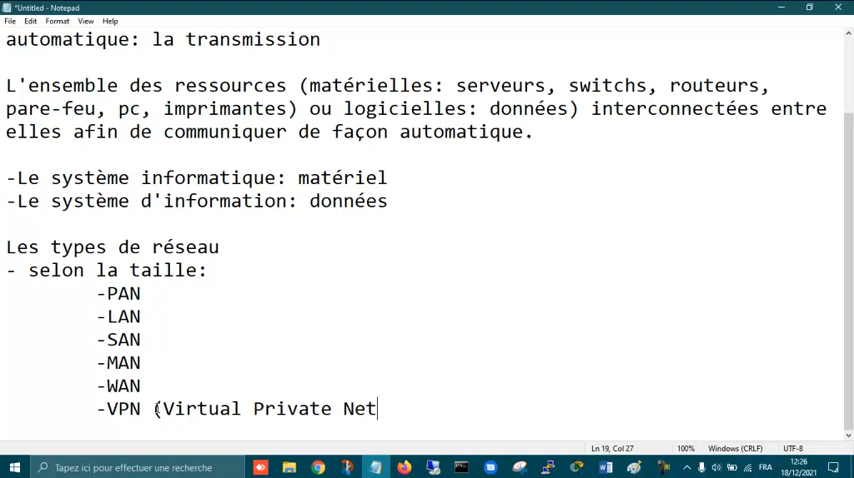 *Untitled - Notepad
File Edit Format View Help
automatique: la transmission
L'ensemble des ressources (matérielles: serveurs, switchs, routeurs,
pare-feu, pc, imprimantes) ou logicielles: données) interconnectées entre
elles afin de communiquer de façon automatique.
-Le système informatique: matériel
-Le système d'information: données
Les types de réseau
- selon la taille:
-PAN
-LAN
-SAN
-MAN
-WAN
-VPN (Virtual Private Net
Ln 19, Col 27 100% Windows (CRLF) UTF-8
Tapez ici pour effectuer une recherche
FRA
12:26
18/12/2021